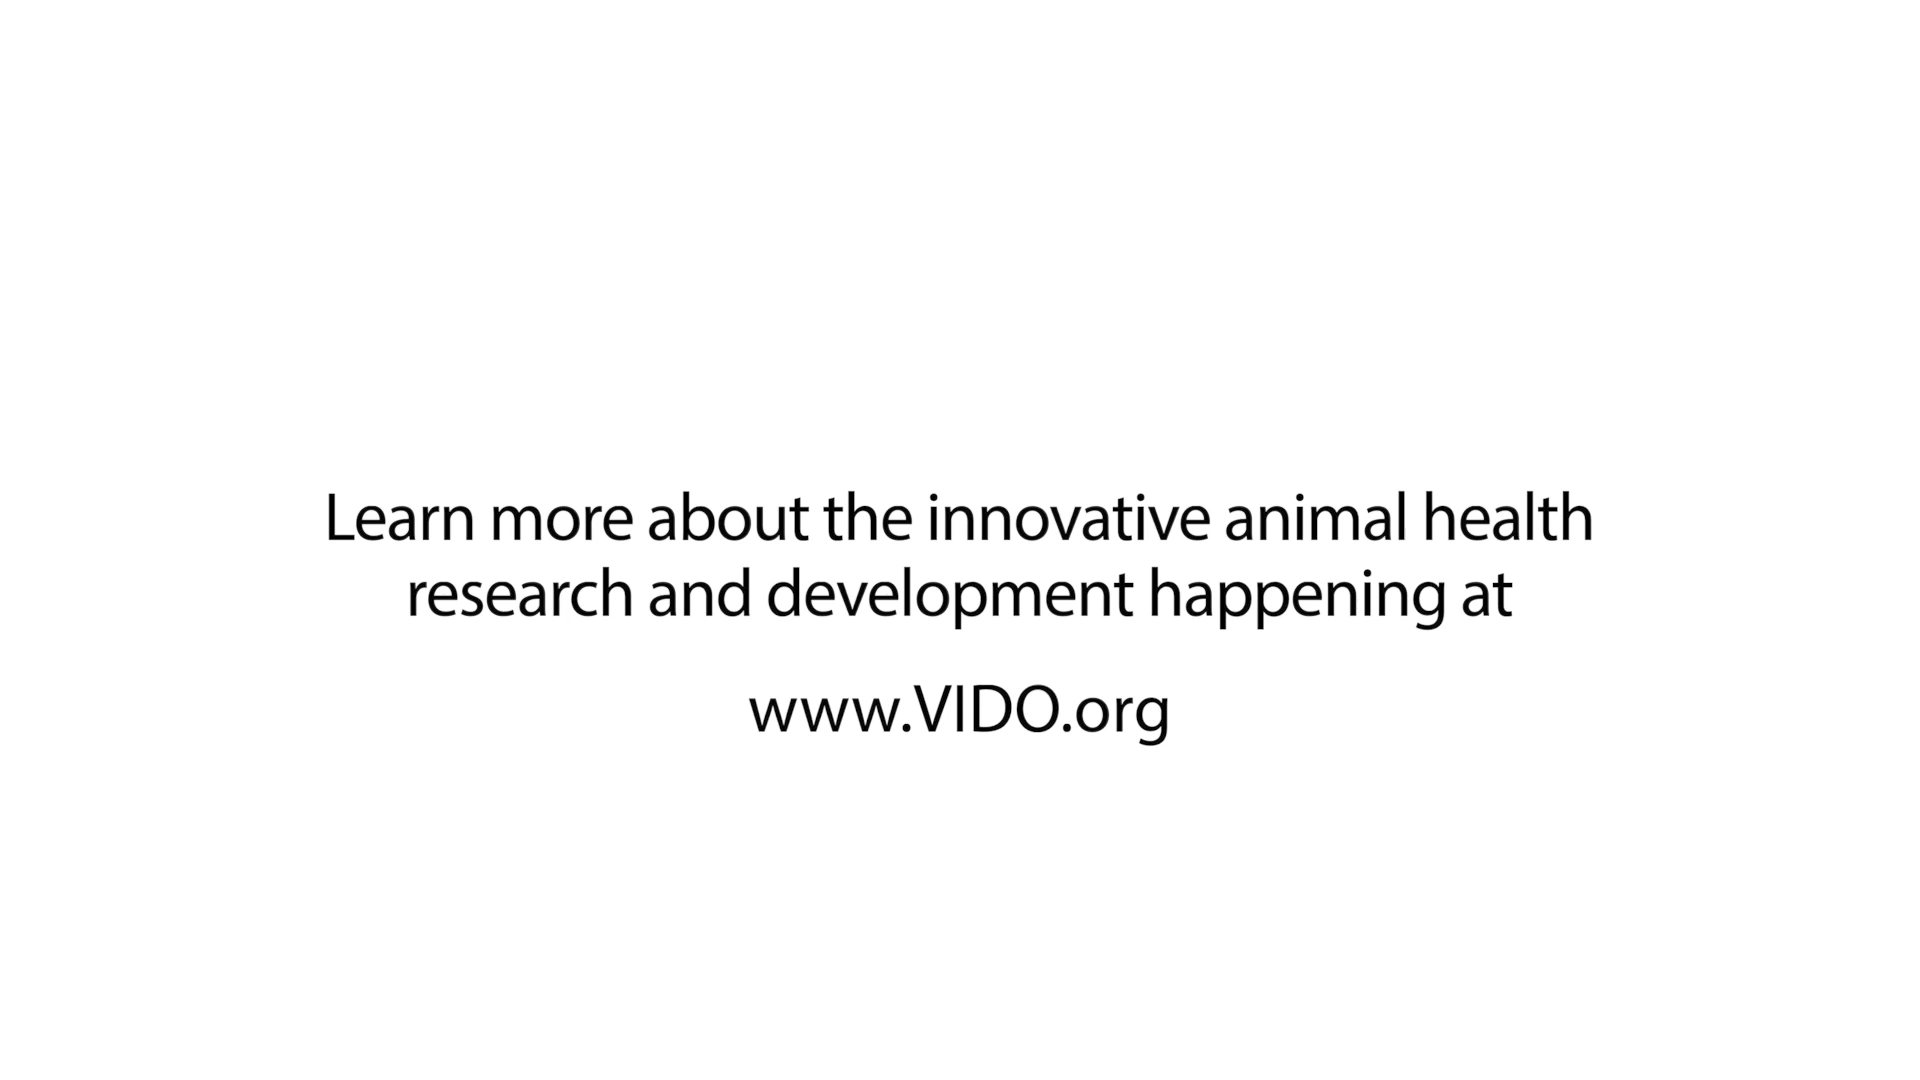 Learn more about the innovative animal health
research and development happening at
www.VIDO.org